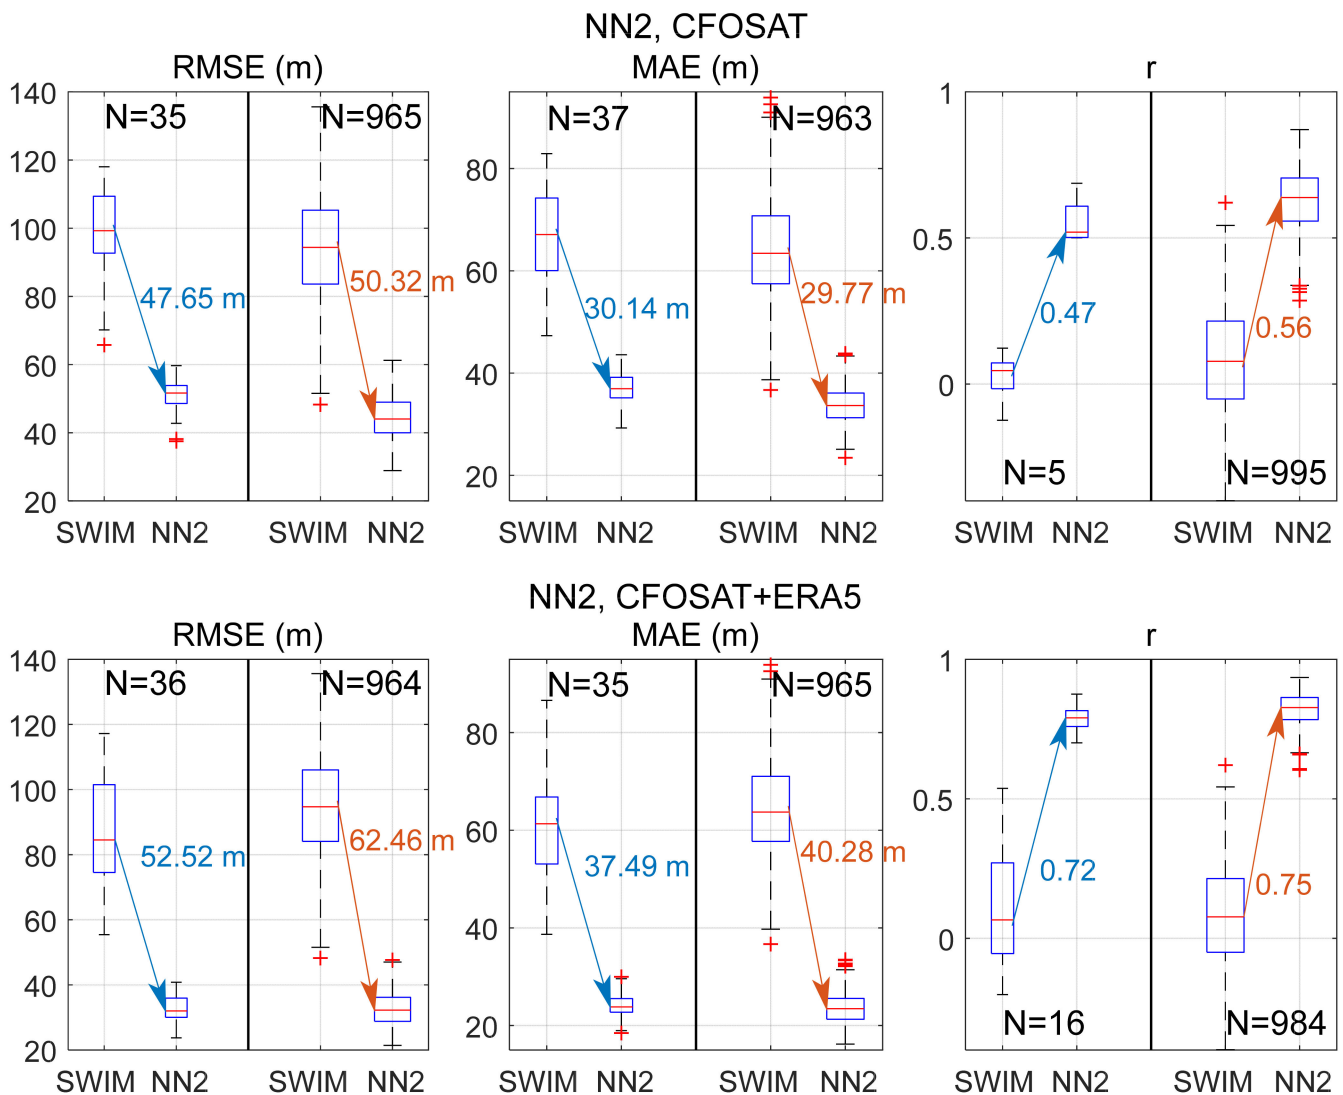 NN2, CFOSAT
RMSE (m)
MAE (m)
r
140
120
100
80
60
40
20
N=35
N=965
47.65 m
50.32 m
SWIM NN2 SWIM NN2
80
60
40
20
N=37
N=963
30.14 m
29.77 m
SWIM NN2 SWIM NN2
1
0.5
0
0.47
0.56
N=5
N=995
SWIM NN2 SWIM NN2
NN2, CFOSAT+ERA5
RMSE (m)
MAE (m)
r
140
120
100
80
60
40
20
N=36
N=964
52.52 m
62.46 m
SWIM NN2 SWIM NN2
80
60
40
20
N=35
N=965
37.49 m
40.28 m
SWIM NN2 SWIM NN2
1
0.5
0
0.72
0.75
N=16
N=984
SWIM NN2 SWIM NN2